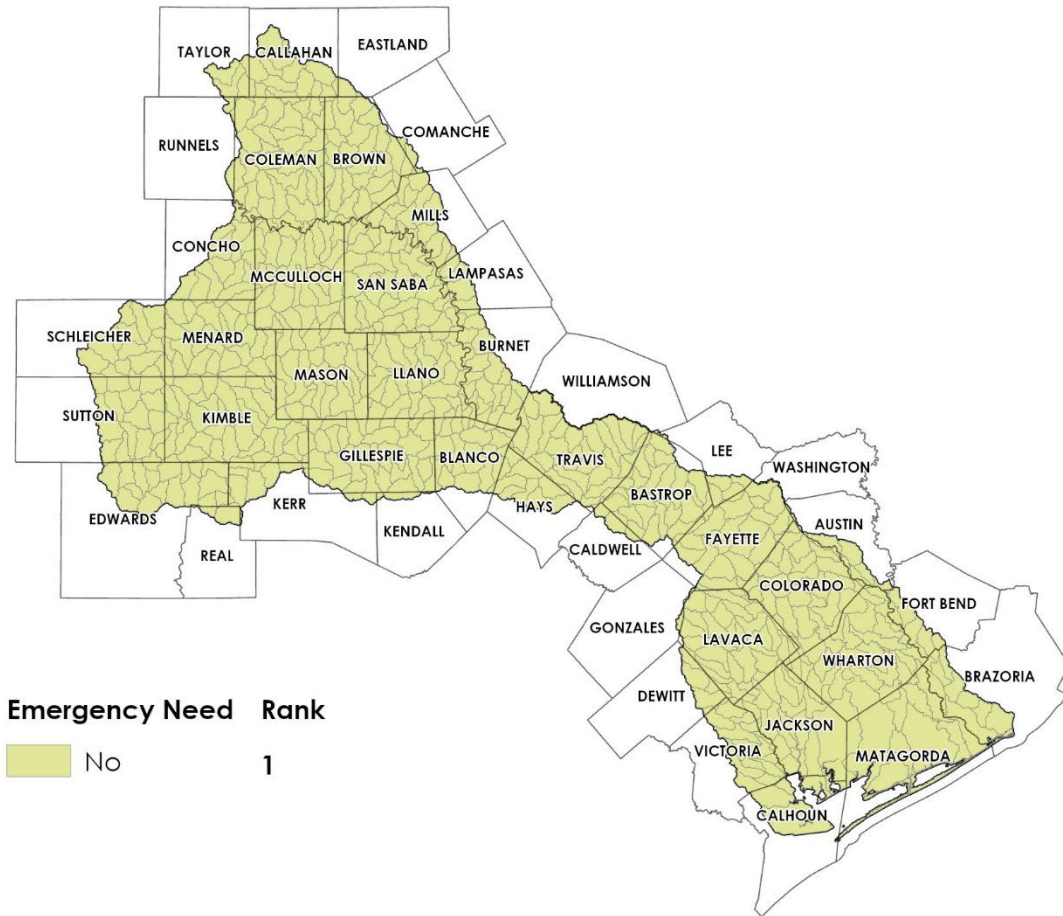 TAYLOR
CALLAHAN
EASTLAND
RUNNELS
COLEMAN
BROWN
COMANCHE
MILLS
CONCHO
MCCULLOCH
SAN SABA
LAMPASAS
SCHLEICHER
MENARD
MASON
LLANO
BURNET
WILLIAMSON
SUTTON
KIMBLE
GILLESPIE
BLANCO
TRAVIS
LEE
WASHINGTON
EDWARDS
KERR
HAYS
BASTROP
REAL
KENDALL
CALDWELL
FAYETTE
AUSTIN
COLORADO
FORT BEND
GONZALES
LAVACA
WHARTON
BRAZORIA
DEWITT
JACKSON
VICTORIA
MATAGORDA
CALHOUN
Emergency Need Rank
No 1